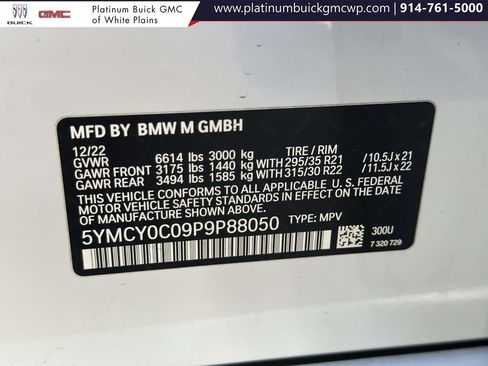 BUICK GMC Platinum Buick GMC of White Plains www.platinumbuickgmcwp.com | 914-761-5000
MFD BY BMW M GMBH
12/22 TIRE / RIM
GVWR 6614 lbs 3000 kg
GAWR FRONT 3175 lbs 1440 kg WITH 295/35 R21 /10.5J x 21
GAWR REAR 3494 lbs 1585 kg WITH 315/30 R22 /11.5J x 22
THIS VEHICLE CONFORMS TO ALL APPLICABLE U.S. FEDERAL
MOTOR VEHICLE SAFETY STANDARDS IN EFFECT ON THE
DATE OF MANUFACTURE SHOWN ABOVE.
5YMCY0C09P9P88050 TYPE: MPV
300U
7 320 729